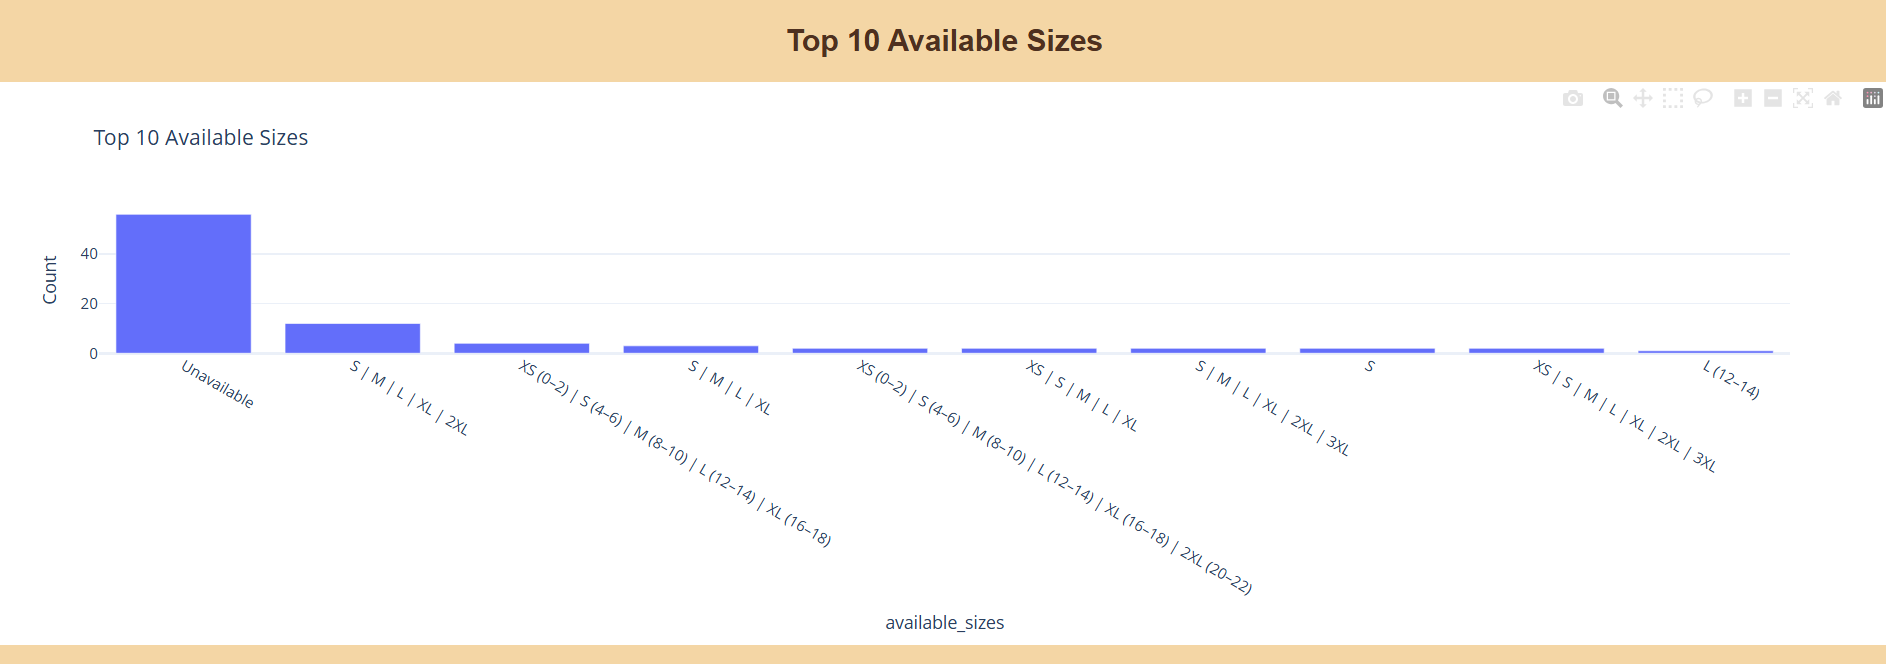 Top 10 Available Sizes
Top 10 Available Sizes
Count
40
20
0
Unavailable
S | M | L | XL | 2XL
XS (0–2) | S (4–6) | M (8–10) | L (12–14) | XL (16–18)
S | M | L | XL
XS (0–2) | S (4–6) | M (8–10) | L (12–14) | XL (16–18) | 2XL (20–22)
XS | S | M | L | XL
S | M | L | XL | 2XL | 3XL
S
XS | S | M | L | XL | 2XL | 3XL
L (12–14)
available_sizes